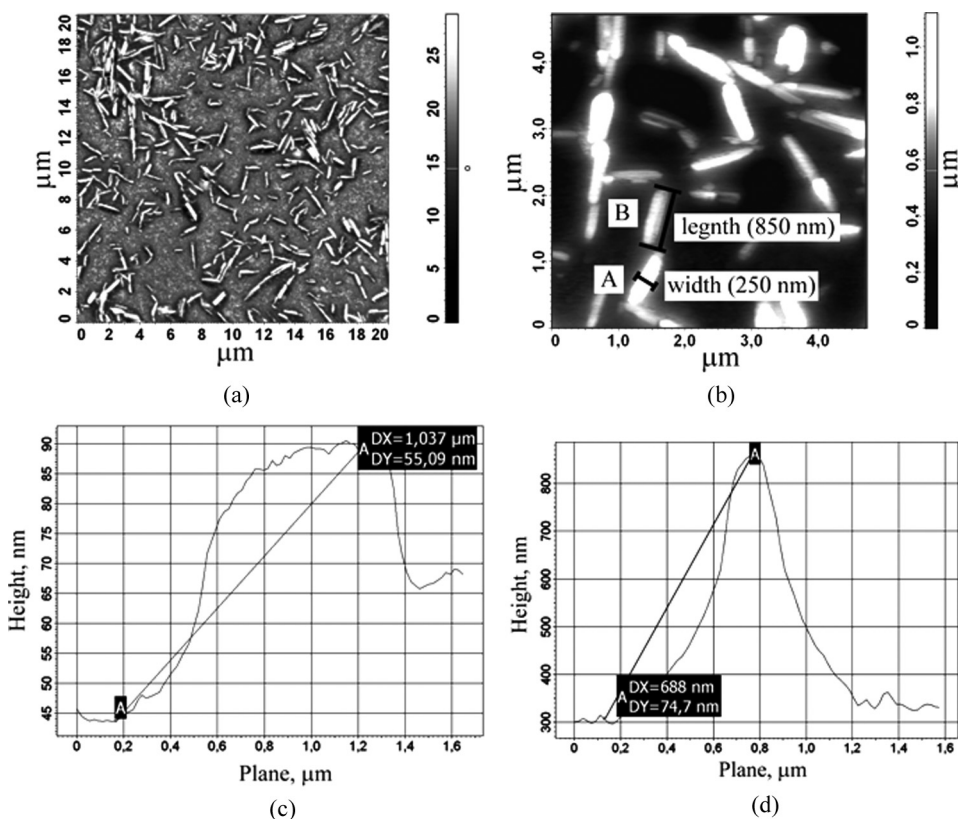 20
18
16
14
12
10
8
6
4
2
0
μm
0 2 4 6 8 10 12 14 16 18 20
μm
25
20
15
10
5
0
°
(a)
4,0
3,0
2,0
1,0
0
μm
0 1,0 2,0 3,0 4,0
μm
B
legnth (850 nm)
A
width (250 nm)
1.0
0.8
0.6
0.4
0.2
0
μm
(b)
90
85
80
75
70
65
60
55
50
45
Height, nm
A
DX=1,037 μm
DY=55,09 nm
A
0 0,2 0,4 0,6 0,8 1,0 1,2 1,4 1,6
Plane, μm
(c)
800
700
600
500
400
300
Height, nm
A
A
DX=688 nm
DY=74,7 nm
0 0,2 0,4 0,6 0,8 1,0 1,2 1,4 1,6
Plane, μm
(d)